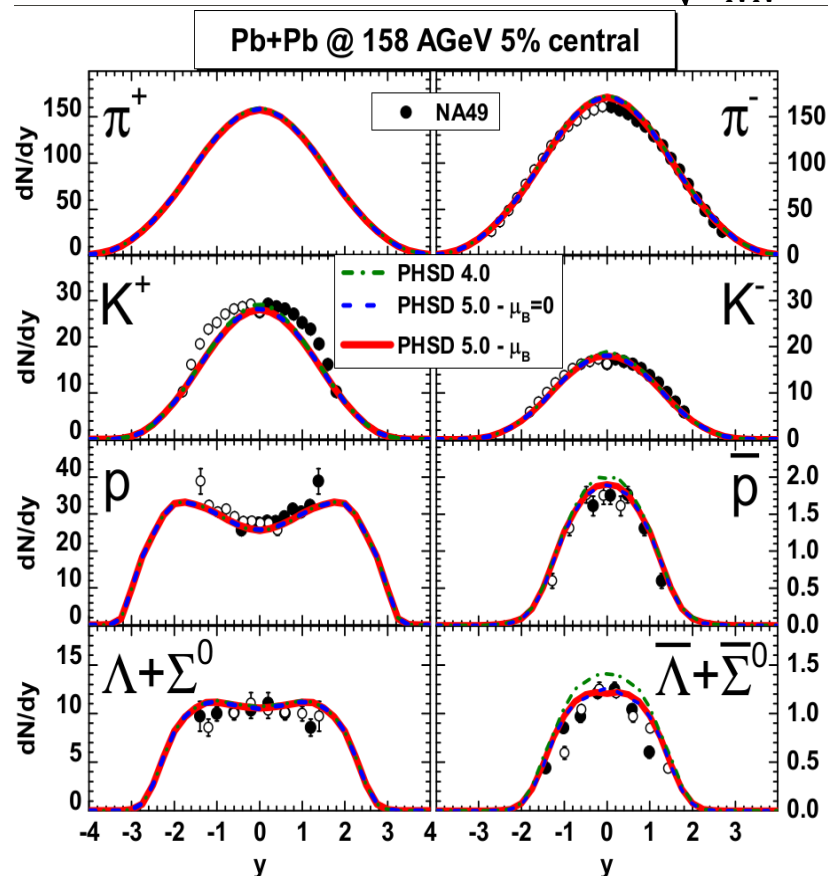 Pb+Pb @ 158 AGeV 5% central
dN/dy
150
100
50
0
π⁺
● NA49
π⁻
150
100
50
0
dN/dy
30
20
10
0
K⁺
PHSD 4.0
PHSD 5.0 - μ_B=0
PHSD 5.0 - μ_B
K⁻
30
20
10
0
dN/dy
40
30
20
10
0
p
p̅
2.0
1.5
1.0
0.5
0.0
dN/dy
15
10
5
0
Λ+Σ⁰
Λ̅+Σ̅⁰
1.5
1.0
0.5
0.0
-4 -3 -2 -1 0 1 2 3 4
-3 -2 -1 0 1 2 3
y
y